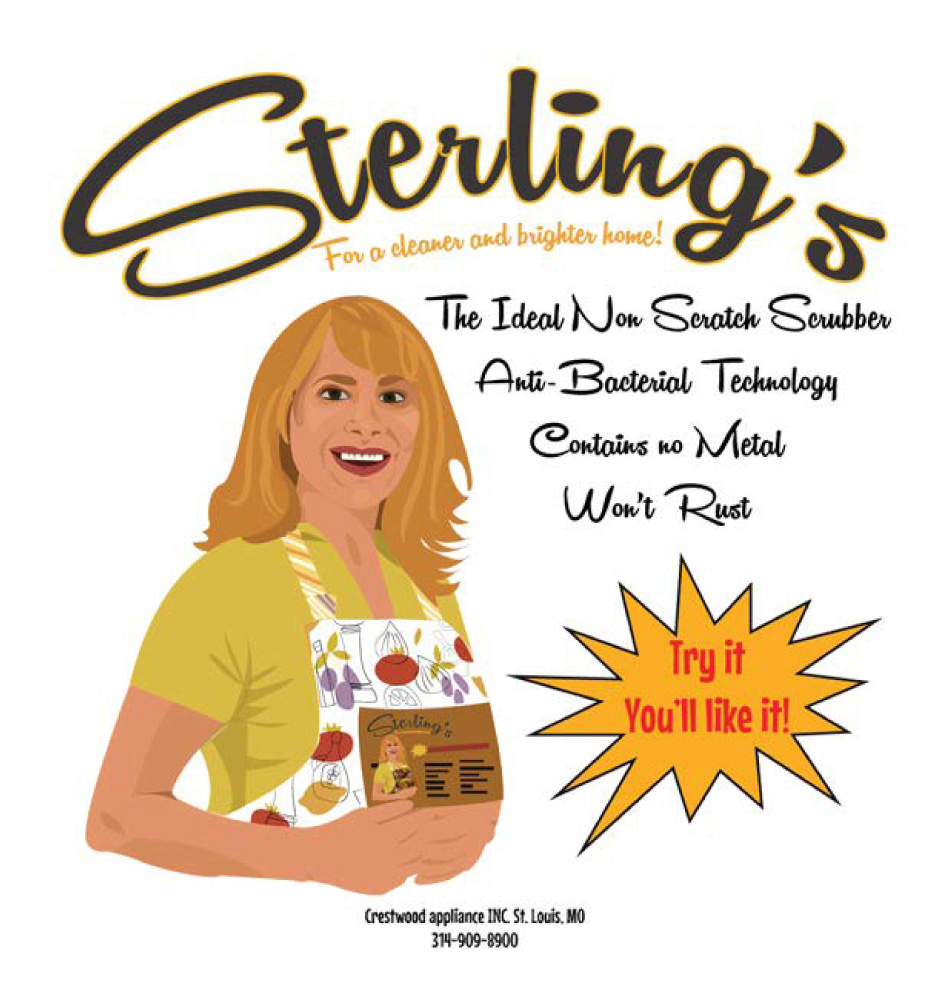 Sterling's
For a cleaner and brighter home!
The Ideal Non Scratch Scrubber
Anti-Bacterial Technology
Contains no Metal
Won't Rust
Try it
You'll like it!
Sterling's
Crestwood appliance INC. St. Louis, MO
314-909-8900